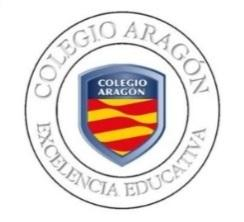 COLEGIO ARAGÓN
COLEGIO
ARAGÓN
EXCELENCIA EDUCATIVA